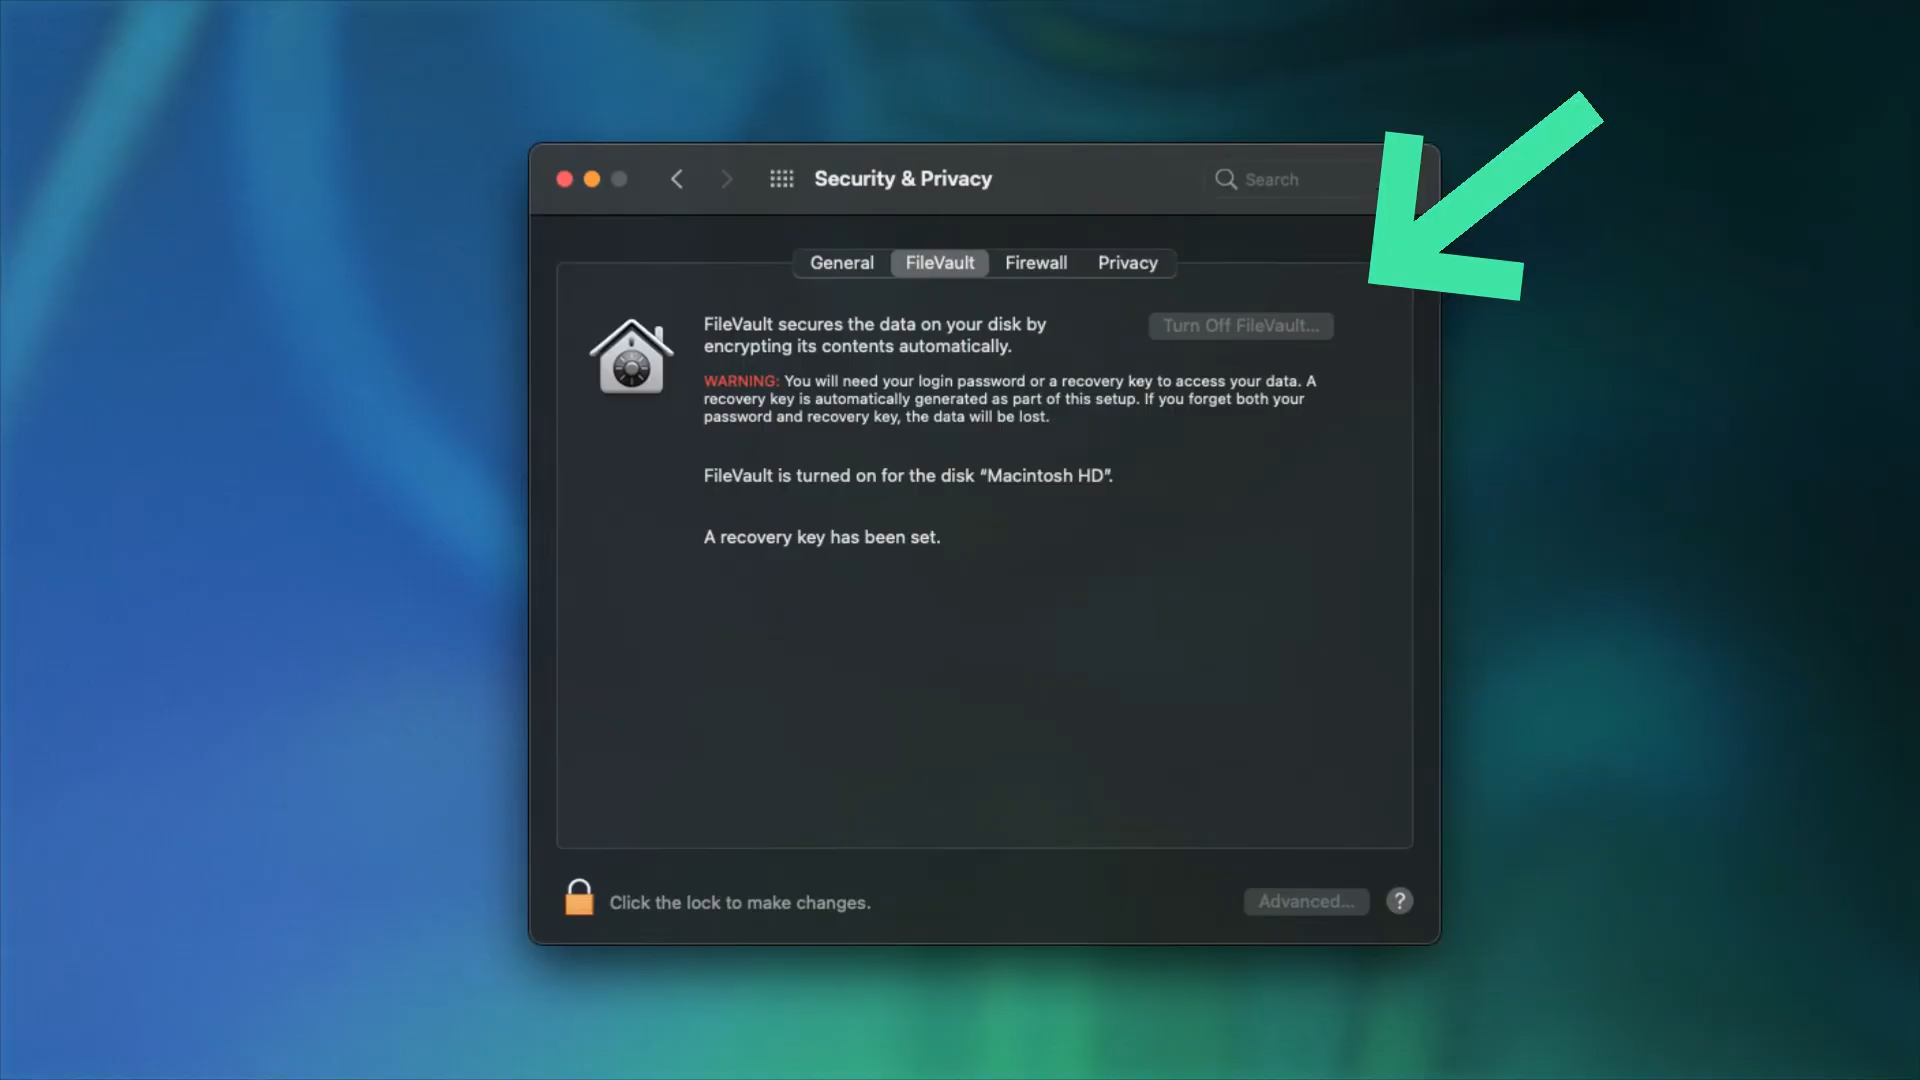 Security & Privacy
Search
General
FileVault
Firewall
Privacy
FileVault secures the data on your disk by
encrypting its contents automatically.
Turn Off FileVault...
WARNING: You will need your login password or a recovery key to access your data. A
recovery key is automatically generated as part of this setup. If you forget both your
password and recovery key, the data will be lost.
FileVault is turned on for the disk “Macintosh HD”.
A recovery key has been set.
Click the lock to make changes.
Advanced...
?